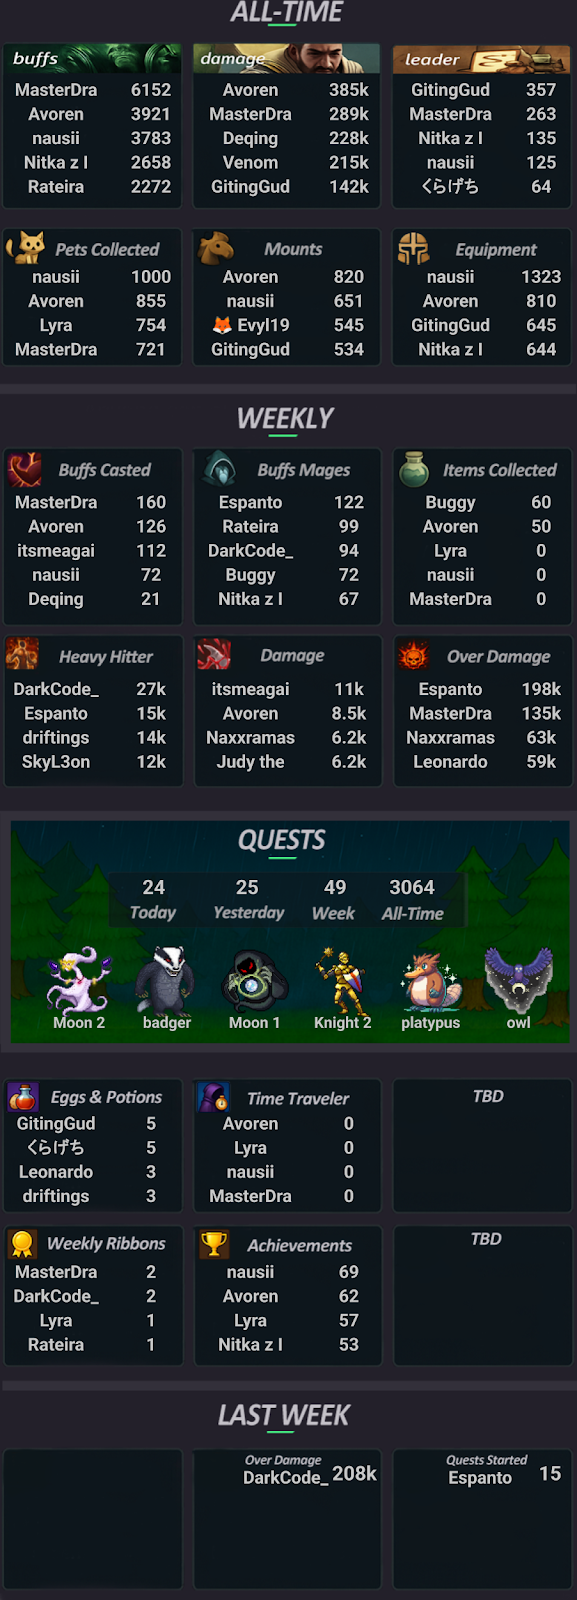 ALL-TIME
buffs
MasterDra 6152
Avoren 3921
nausii 3783
Nitka z l 2658
Rateira 2272
damage
Avoren 385k
MasterDra 289k
Deqing 228k
Venom 215k
GitingGud 142k
leader
GitingGud 357
MasterDra 263
Nitka z l 135
nausii 125
くらげち 64
Pets Collected
nausii 1000
Avoren 855
Lyra 754
MasterDra 721
Mounts
Avoren 820
nausii 651
🦊 Evyl19 545
GitingGud 534
Equipment
nausii 1323
Avoren 810
GitingGud 645
Nitka z l 644
WEEKLY
Buffs Casted
MasterDra 160
Avoren 126
itsmeagai 112
nausii 72
Deqing 21
Buffs Mages
Espanto 122
Rateira 99
DarkCode_ 94
Buggy 72
Nitka z l 67
Items Collected
Buggy 60
Avoren 50
Lyra 0
nausii 0
MasterDra 0
Heavy Hitter
DarkCode_ 27k
Espanto 15k
driftings 14k
SkyL3on 12k
Damage
itsmeagai 11k
Avoren 8.5k
Naxxramas 6.2k
Judy the 6.2k
Over Damage
Espanto 198k
MasterDra 135k
Naxxramas 63k
Leonardo 59k
QUESTS
24 25 49 3064
Today Yesterday Week All-Time
Moon 2 badger Moon 1 Knight 2 platypus owl
Eggs & Potions
GitingGud 5
くらげち 5
Leonardo 3
driftings 3
Time Traveler
Avoren 0
Lyra 0
nausii 0
MasterDra 0
TBD
Weekly Ribbons
MasterDra 2
DarkCode_ 2
Lyra 1
Rateira 1
Achievements
nausii 69
Avoren 62
Lyra 57
Nitka z l 53
TBD
LAST WEEK
Over Damage
DarkCode_ 208k
Quests Started
Espanto 15